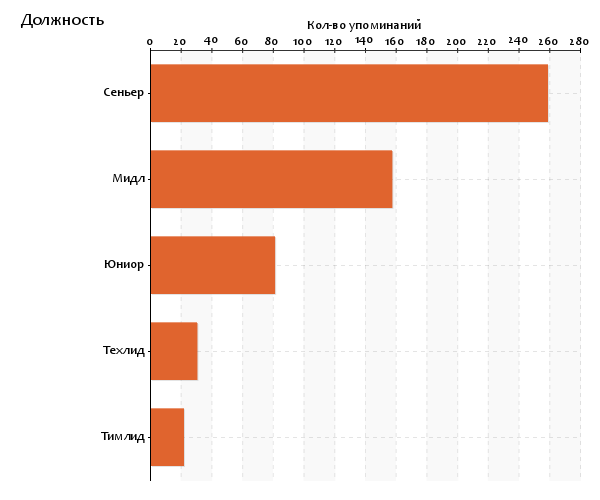 Должность
Кол-во упоминаний
0 20 40 60 80 100 120 140 160 180 200 220 240 260 280
Сеньер
Мидл
Юниор
Техлид
Тимлид